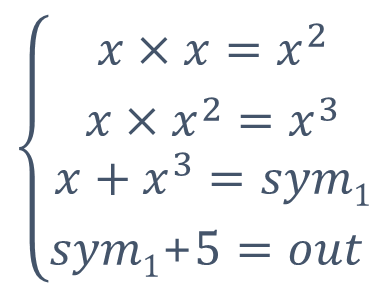 x × x = x²
x × x² = x³
x + x³ = sym₁
sym₁+5 = out